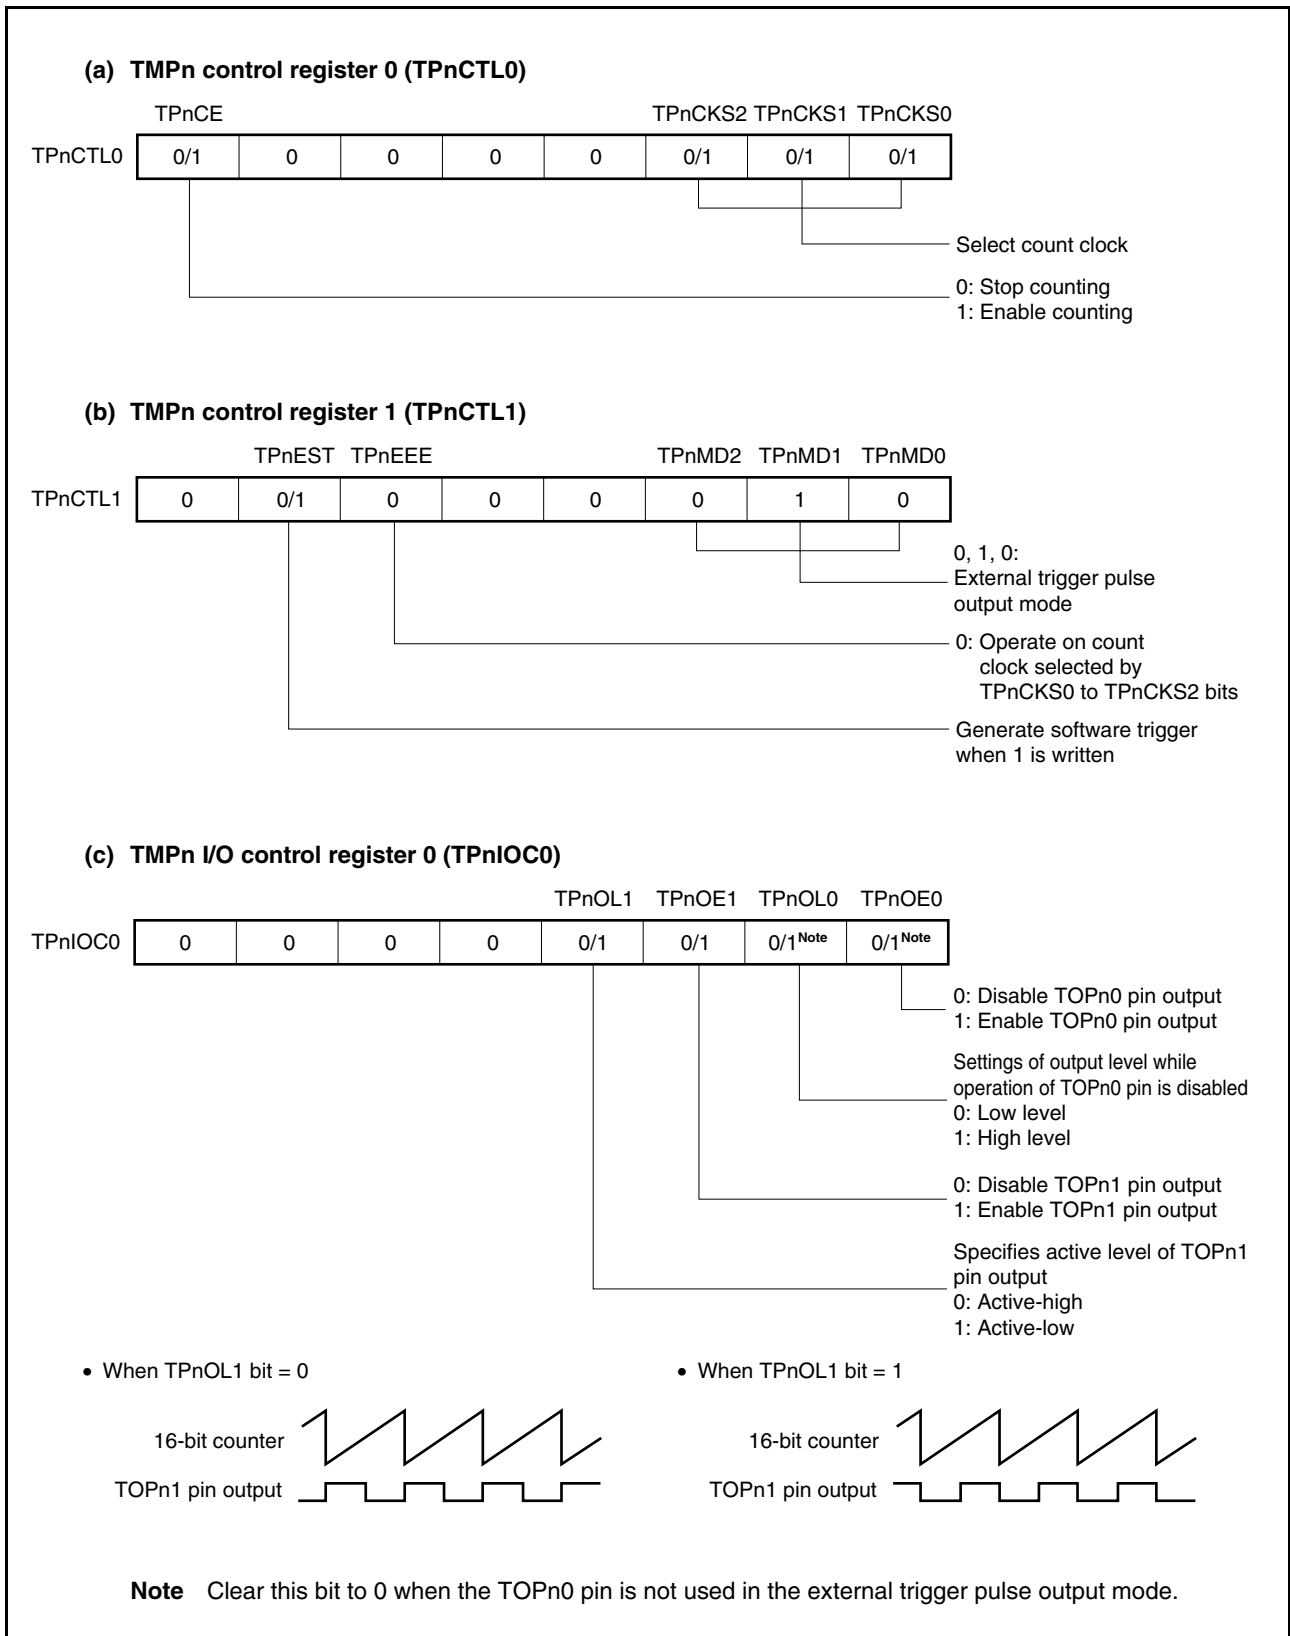 (a) TMPn control register 0 (TPnCTL0)
TPnCE TPnCKS2 TPnCKS1 TPnCKS0
TPnCTL0 0/1 0 0 0 0 0/1 0/1 0/1
Select count clock
0: Stop counting
1: Enable counting
(b) TMPn control register 1 (TPnCTL1)
TPnEST TPnEEE TPnMD2 TPnMD1 TPnMD0
TPnCTL1 0 0/1 0 0 0 0 1 0
0, 1, 0:
External trigger pulse
output mode
0: Operate on count
clock selected by
TPnCKS0 to TPnCKS2 bits
Generate software trigger
when 1 is written
(c) TMPn I/O control register 0 (TPnIOC0)
TPnOL1 TPnOE1 TPnOL0 TPnOE0
TPnIOC0 0 0 0 0 0/1 0/1 0/1Note 0/1Note
0: Disable TOPn0 pin output
1: Enable TOPn0 pin output
Settings of output level while
operation of TOPn0 pin is disabled
0: Low level
1: High level
0: Disable TOPn1 pin output
1: Enable TOPn1 pin output
Specifies active level of TOPn1
pin output
0: Active-high
1: Active-low
• When TPnOL1 bit = 0
16-bit counter
TOPn1 pin output
• When TPnOL1 bit = 1
16-bit counter
TOPn1 pin output
Note Clear this bit to 0 when the TOPn0 pin is not used in the external trigger pulse output mode.